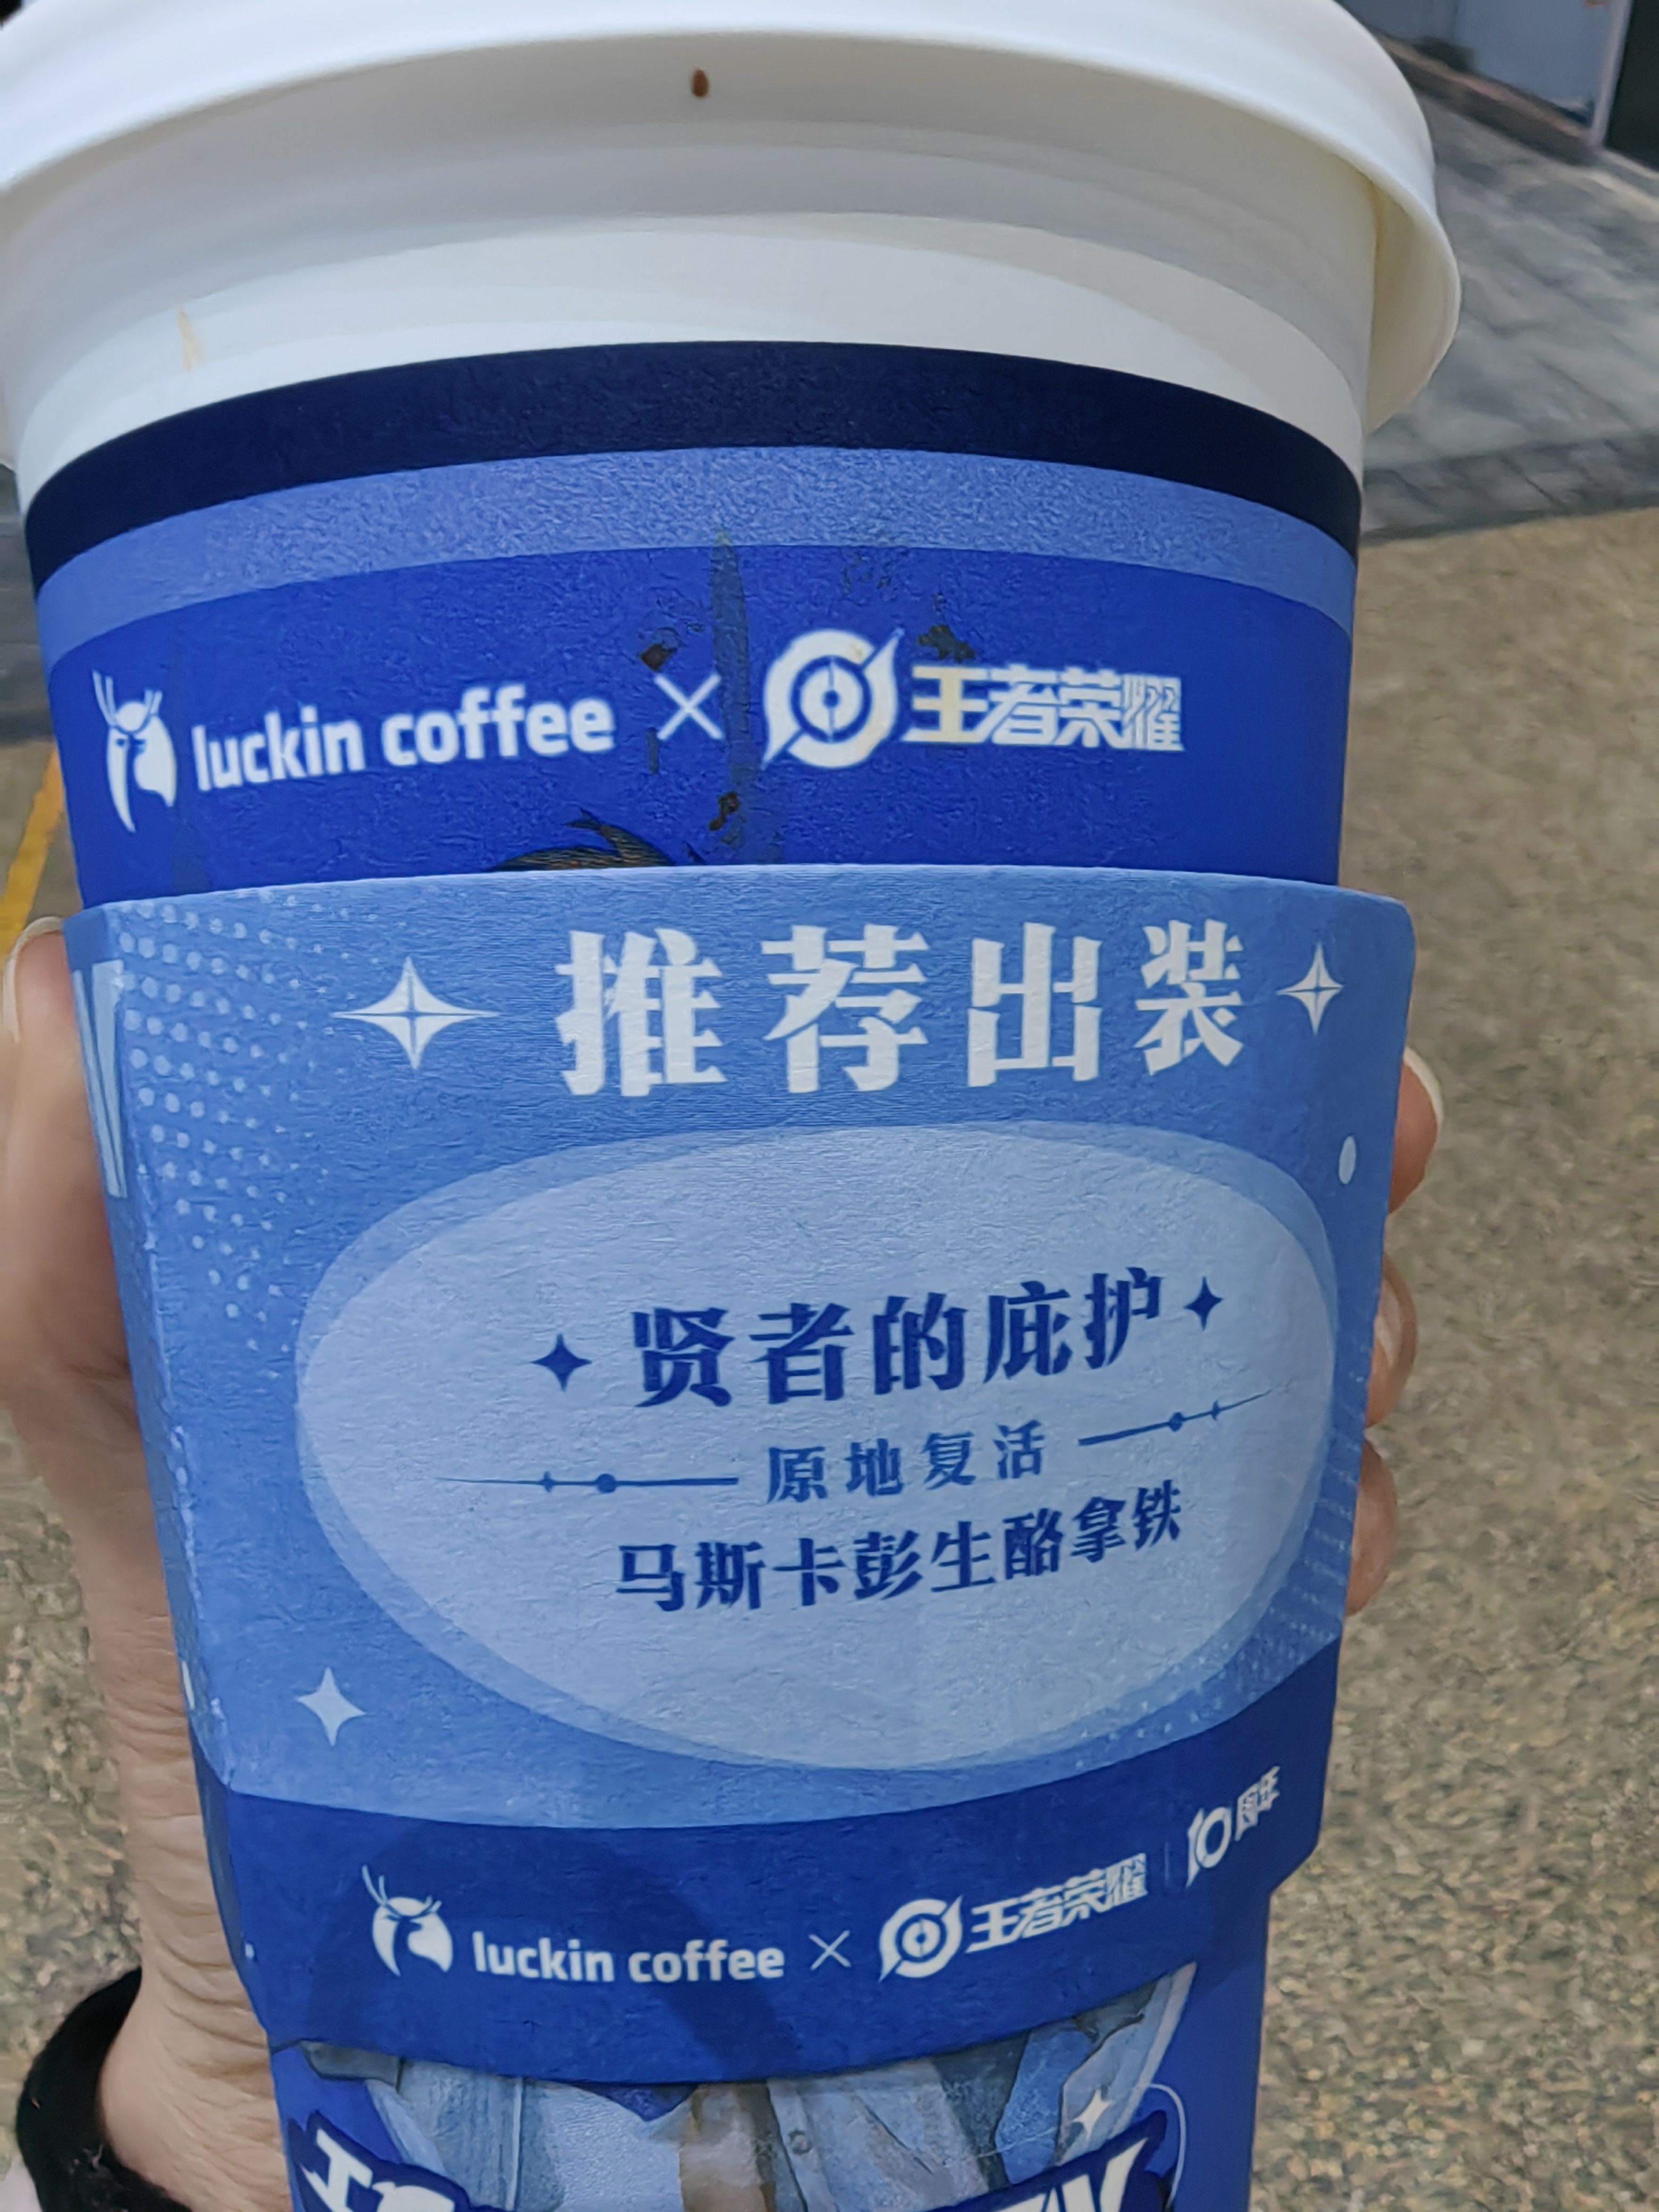 luckin coffee × 王者荣耀
推荐出装
贤者的庇护
原地复活
马斯卡彭生酪拿铁
luckin coffee × 王者荣耀 | 10周年